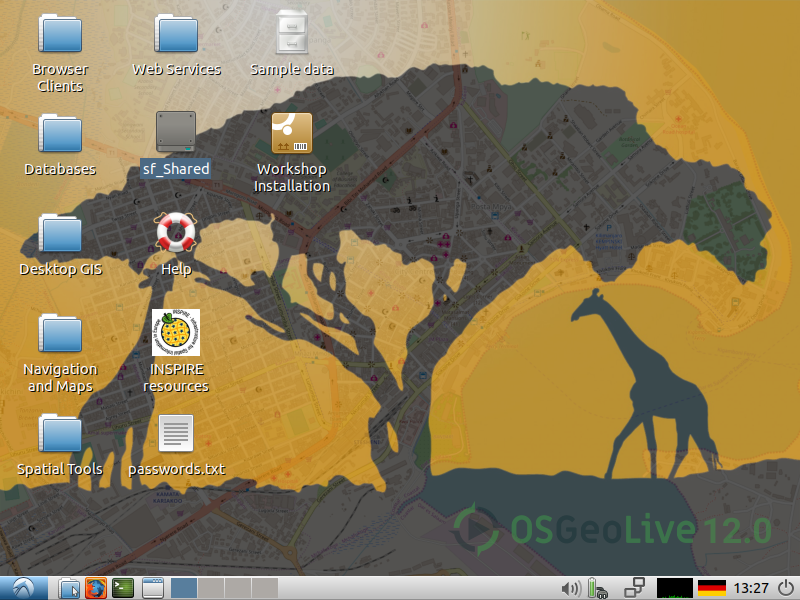 Browser
Clients
Web Services
Sample data
Databases
sf_Shared
Workshop
Installation
Desktop GIS
Help
Navigation
and Maps
INSPIRE
resources
Spatial Tools
passwords.txt
OSGeoLive 12.0
13:27